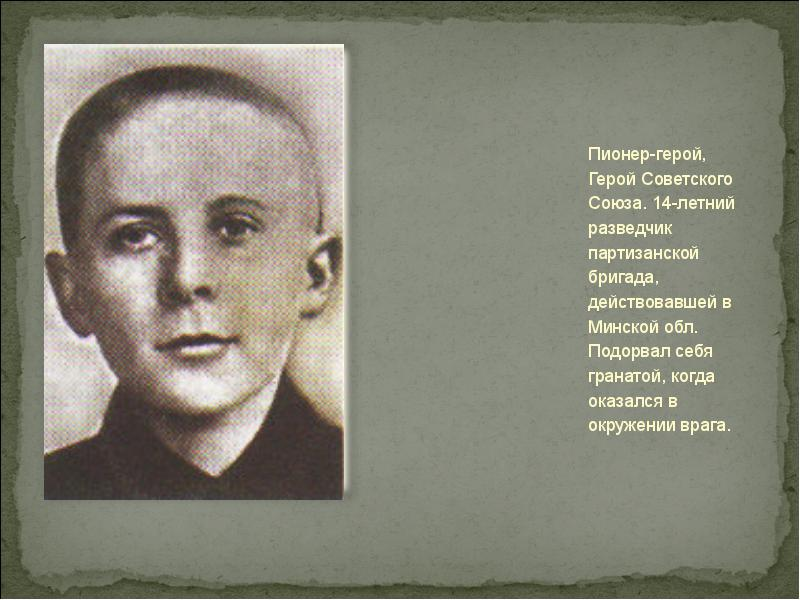 Пионер-герой,
Герой Советского
Союза. 14-летний
разведчик
партизанской
бригада,
действовавшей в
Минской обл.
Подорвал себя
гранатой, когда
оказался в
окружении врага.